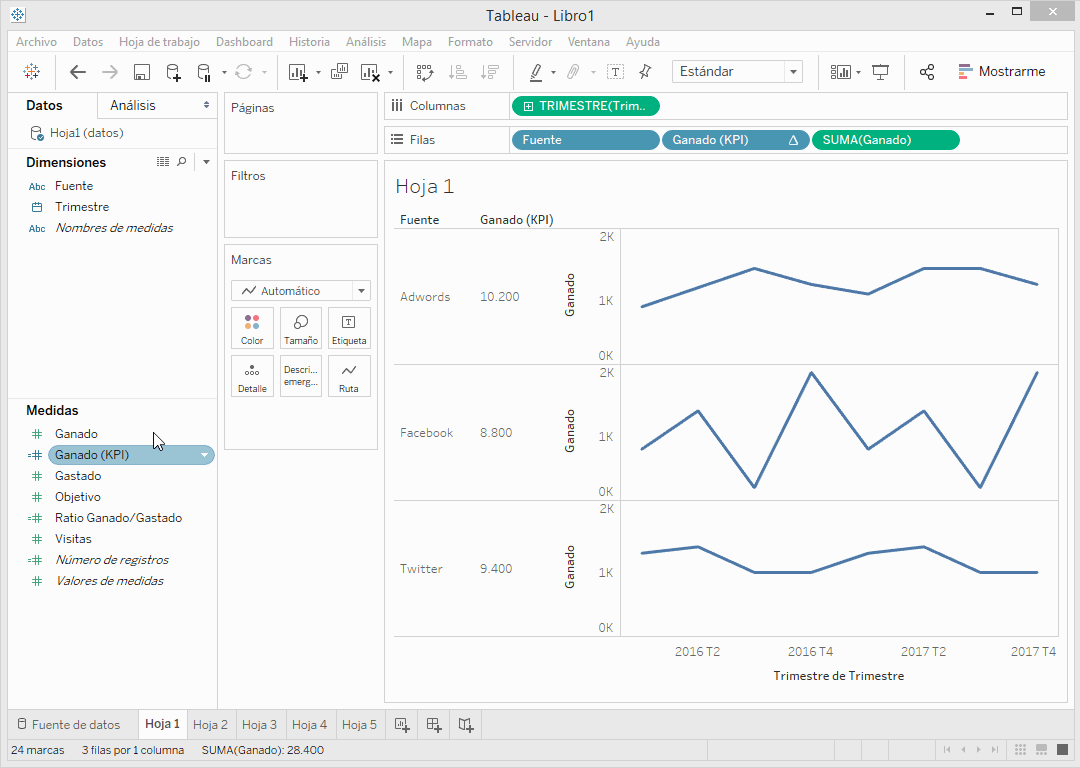 Tableau - Libro1
Archivo Datos Hoja de trabajo Dashboard Historia Análisis Mapa Formato Servidor Ventana Ayuda
Estándar Mostrarme
Datos Análisis
Hoja1 (datos)
Dimensiones
Abc Fuente
Trimestre
Abc Nombres de medidas
Medidas
Ganado
Ganado (KPI)
Gastado
Objetivo
Ratio Ganado/Gastado
Visitas
Número de registros
Valores de medidas
Páginas
Filtros
Marcas
Automático
Color Tamaño Etiqueta
Detalle Descri... emerg... Ruta
Columnas TRIMESTRE(Trim..
Filas Fuente Ganado (KPI) SUMA(Ganado)
Hoja 1
Fuente Ganado (KPI)
Adwords 10.200 Ganado 2K 1K 0K
Facebook 8.800 Ganado 2K 1K 0K
Twitter 9.400 Ganado 2K 1K 0K
2016 T2 2016 T4 2017 T2 2017 T4
Trimestre de Trimestre
Fuente de datos Hoja 1 Hoja 2 Hoja 3 Hoja 4 Hoja 5
24 marcas 3 filas por 1 columna SUMA(Ganado): 28.400